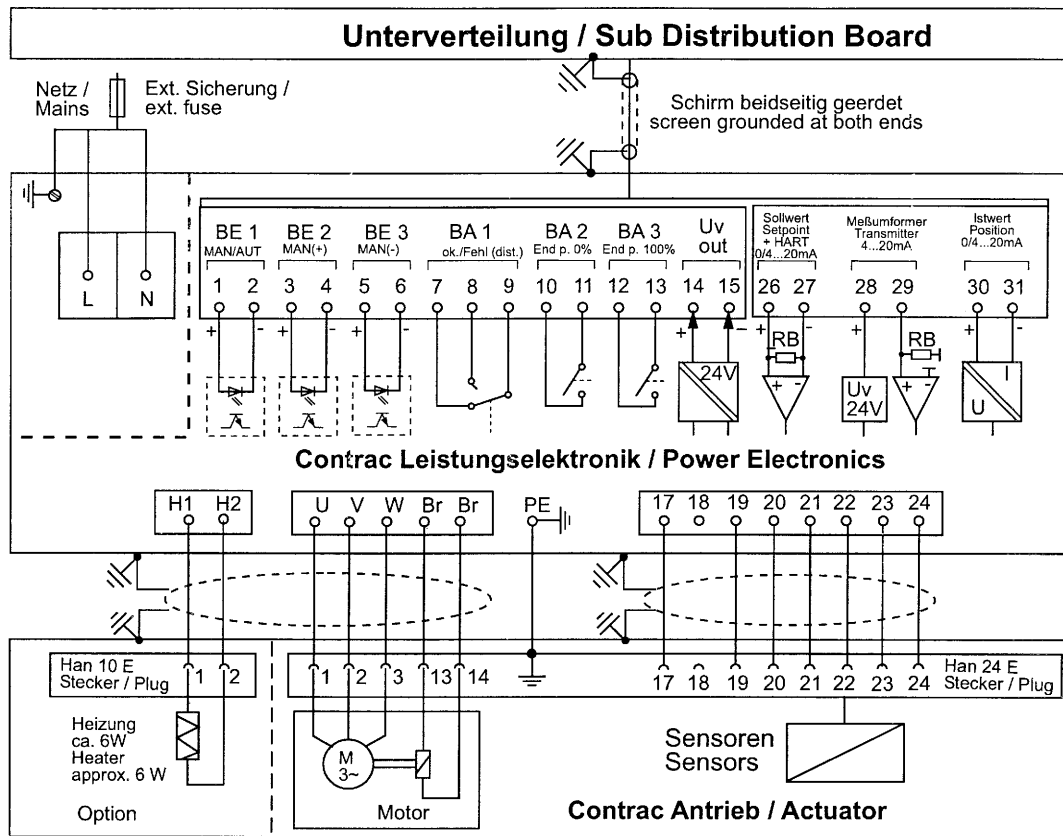 Unterverteilung / Sub Distribution Board
Netz /
Mains
Ext. Sicherung /
ext. fuse
Schirm beidseitig geerdet
screen grounded at both ends
L N
BE 1 BE 2 BE 3 BA 1 BA 2 BA 3 Uv
out
MAN/AUT MAN(+) MAN(-) ok./Fehl (dist.) End p. 0% End p. 100%
Sollwert
Setpoint
+ HART
0/4...20mA
Meßumformer
Transmitter
4...20mA
Istwert
Position
0/4...20mA
1 2 3 4 5 6 7 8 9 10 11 12 13 14 15 26 27 28 29 30 31
+ - + - + - + - + - + + -
RB RB
24V + - Uv
24V + - I
U
Contrac Leistungselektronik / Power Electronics
H1 H2 U V W Br Br PE 17 18 19 20 21 22 23 24
Han 10 E
Stecker / Plug
1 2
1 2 3 13 14
17 18 19 20 21 22 23 24
Han 24 E
Stecker / Plug
Heizung
ca. 6W
Heater
approx. 6 W
Option
M
3~
Motor
Sensoren
Sensors
Contrac Antrieb / Actuator